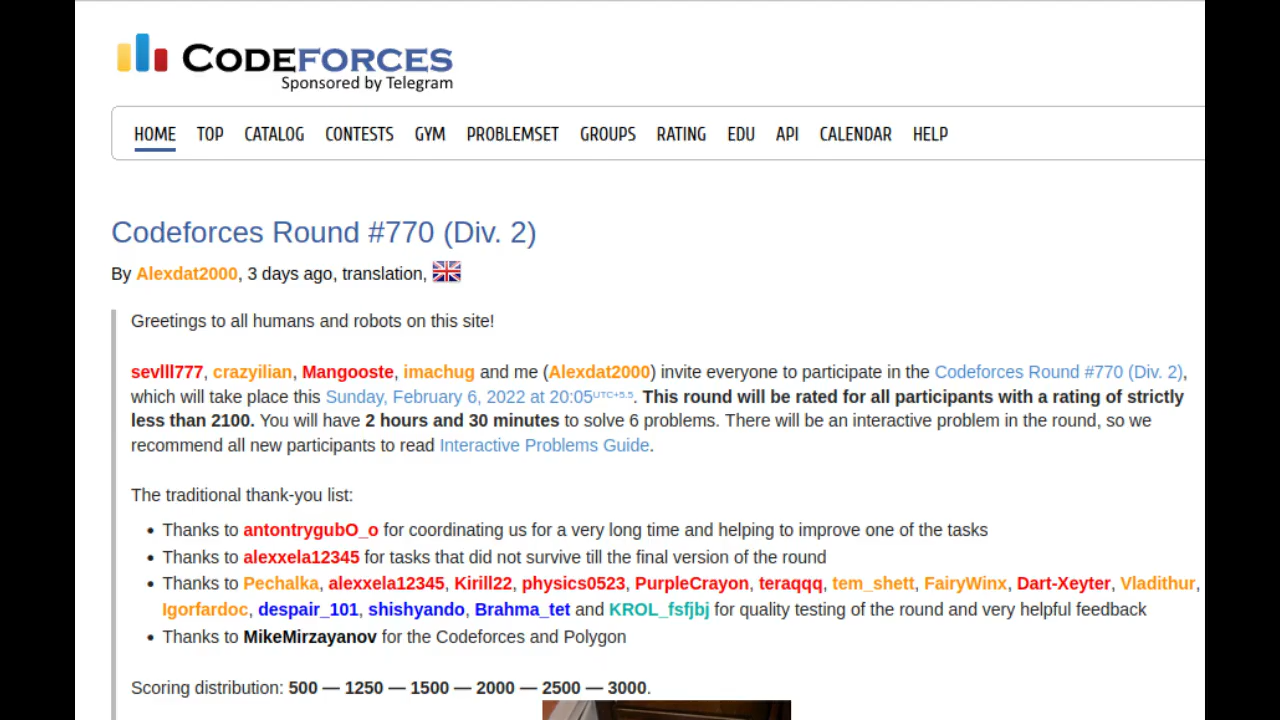 CODEFORCES
Sponsored by Telegram
HOME TOP CATALOG CONTESTS GYM PROBLEMSET GROUPS RATING EDU API CALENDAR HELP
Codeforces Round #770 (Div. 2)
By Alexdat2000, 3 days ago, translation,
Greetings to all humans and robots on this site!
sevlll777, crazyilian, Mangooste, imachug and me (Alexdat2000) invite everyone to participate in the Codeforces Round #770 (Div. 2),
which will take place this Sunday, February 6, 2022 at 20:05UTC+5.5. This round will be rated for all participants with a rating of strictly
less than 2100. You will have 2 hours and 30 minutes to solve 6 problems. There will be an interactive problem in the round, so we
recommend all new participants to read Interactive Problems Guide.
The traditional thank-you list:
• Thanks to antontrygubO_o for coordinating us for a very long time and helping to improve one of the tasks
• Thanks to alexxela12345 for tasks that did not survive till the final version of the round
• Thanks to Pechalka, alexxela12345, Kirill22, physics0523, PurpleCrayon, teraqqq, tem_shett, FairyWinx, Dart-Xeyter, Vladithur,
Igorfardoc, despair_101, shishyando, Brahma_tet and KROL_fsfjbj for quality testing of the round and very helpful feedback
• Thanks to MikeMirzayanov for the Codeforces and Polygon
Scoring distribution: 500 — 1250 — 1500 — 2000 — 2500 — 3000.